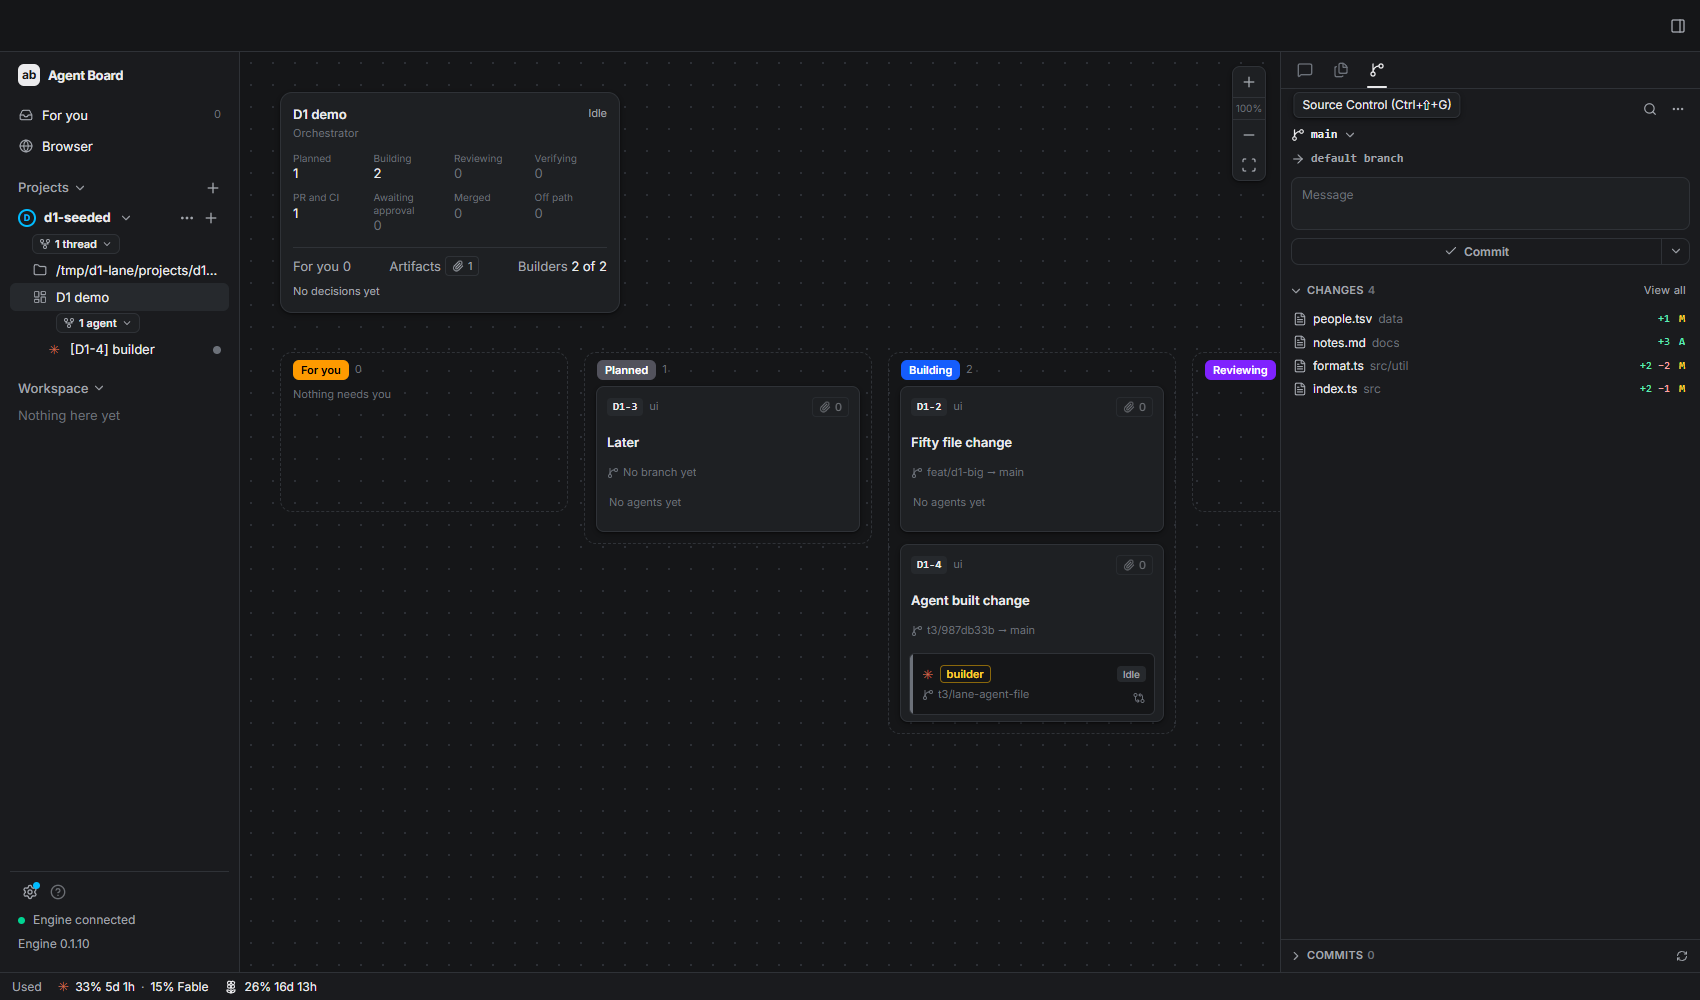 ab Agent Board
For you 0
Browser
Projects
D d1-seeded
1 thread
/tmp/d1-lane/projects/d1...
D1 demo
1 agent
[D1-4] builder
Workspace
Nothing here yet
Engine connected
Engine 0.1.10
Used 33% 5d 1h · 15% Fable 26% 16d 13h
D1 demo Idle
Orchestrator
Planned Building Reviewing Verifying
1 2 0 0
PR and CI Awaiting approval Merged Off path
1 0 0 0
For you 0 Artifacts 1 Builders 2 of 2
No decisions yet
100%
For you 0
Nothing needs you
Planned 1
D1-3 ui 0
Later
No branch yet
No agents yet
Building 2
D1-2 ui 0
Fifty file change
feat/d1-big → main
No agents yet
D1-4 ui 0
Agent built change
t3/987db33b → main
builder Idle
t3/lane-agent-file
Reviewing
Source Control (Ctrl+⇧+G)
main
default branch
Message
Commit
CHANGES 4 View all
people.tsv data +1 M
notes.md docs +3 A
format.ts src/util +2 −2 M
index.ts src +2 −1 M
COMMITS 0